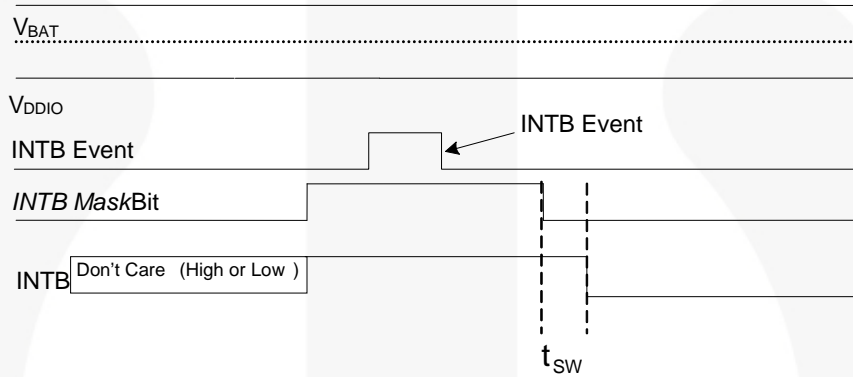 VBAT
VDDIO
INTB Event
INTB Event
INTB MaskBit
INTB
Don't Care (High or Low )
tSW